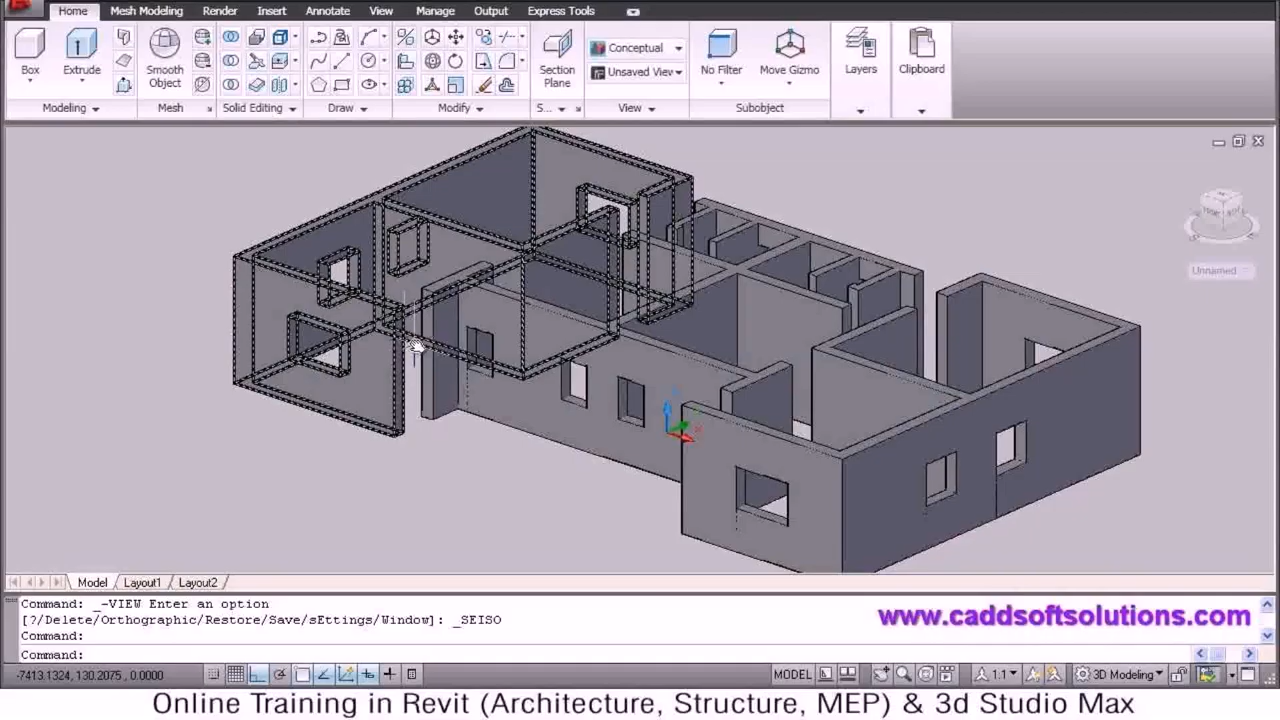 Home Mesh Modeling Render Insert Annotate View Manage Output Express Tools
Box
Extrude
Smooth
Object
Section
Plane
Conceptual
Unsaved View
No Filter
Move Gizmo
Layers
Clipboard
Modeling
Mesh
Solid Editing
Draw
Modify
S...
View
Subobject
Unnamed
Model Layout1 Layout2
Command: _-VIEW Enter an option
[?/Delete/Orthographic/Restore/Save/sEttings/Window]: _SEISO
Command:
Command:
www.caddsoftsolutions.com
-7413.1324, 130.2075, 0.0000
MODEL
1:1
3D Modeling
Online Training in Revit (Architecture, Structure, MEP) & 3d Studio Max